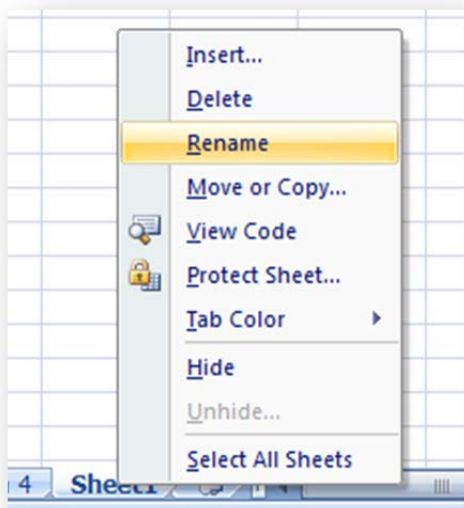 Insert...
Delete
Rename
Move or Copy...
View Code
Protect Sheet...
Tab Color
Hide
Unhide...
Select All Sheets
4 Sheet1